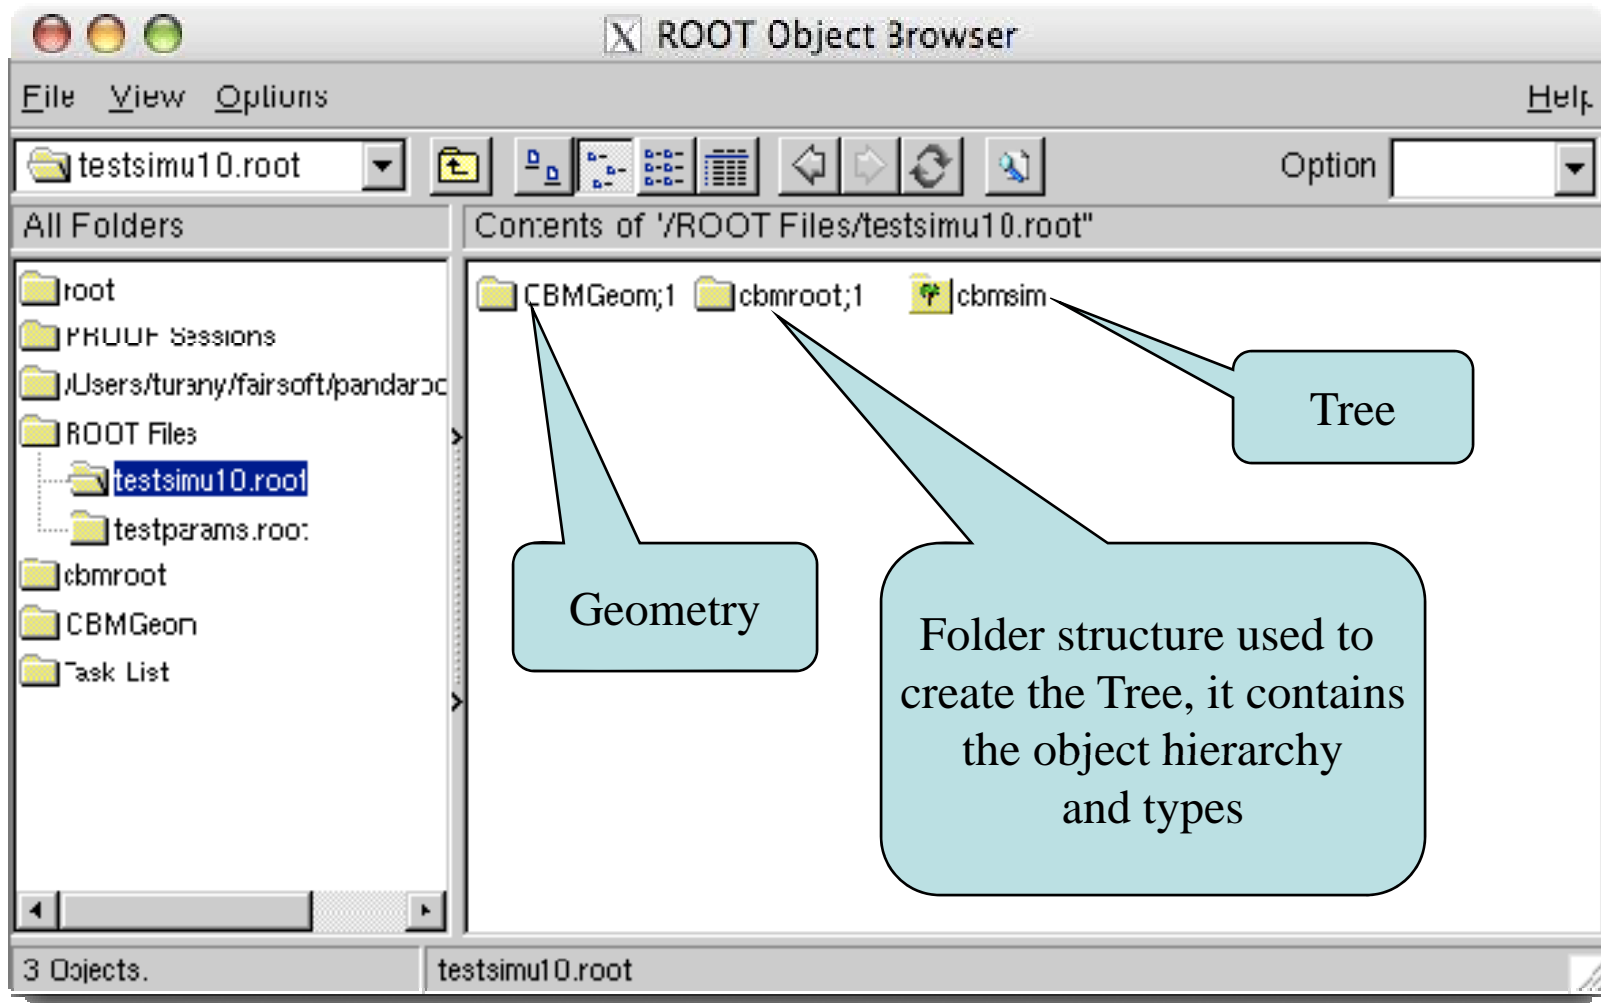 ROOT Object Browser
File View Options Help
testsimu10.root Option
All Folders
Contents of "/ROOT Files/testsimu10.root"
root
PROOF Sessions
/Users/turany/fairsoft/pandaroo
ROOT Files
testsimu10.root
testparams.root
cbmroot
CBMGeom
Task List
CBMGeom;1 cbmroot;1 cbmsim
Tree
Geometry
Folder structure used to
create the Tree, it contains
the object hierarchy
and types
3 Objects. testsimu10.root